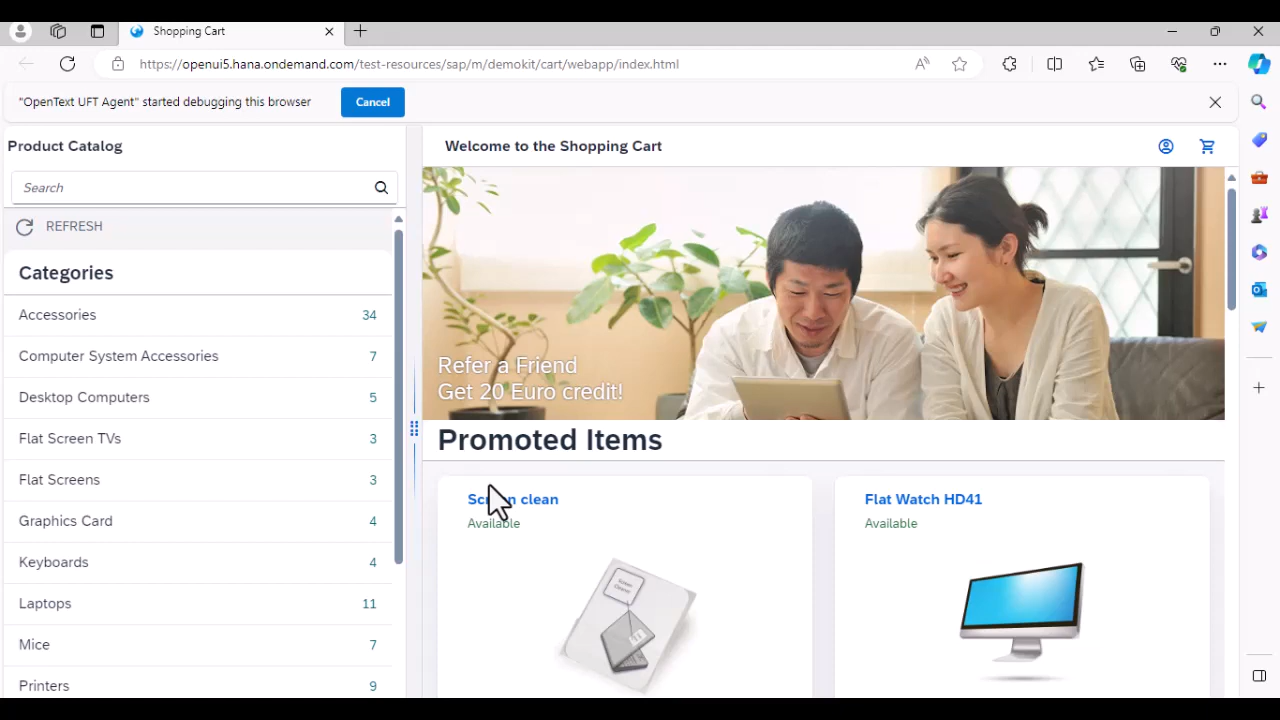 Shopping Cart
https://openui5.hana.ondemand.com/test-resources/sap/m/demokit/cart/webapp/index.html
"OpenText UFT Agent" started debugging this browser
Cancel
Product Catalog
Search
REFRESH
Categories
Accessories 34
Computer System Accessories 7
Desktop Computers 5
Flat Screen TVs 3
Flat Screens 3
Graphics Card 4
Keyboards 4
Laptops 11
Mice 7
Printers 9
Welcome to the Shopping Cart
Refer a Friend
Get 20 Euro credit!
Promoted Items
Screen clean
Available
Flat Watch HD41
Available